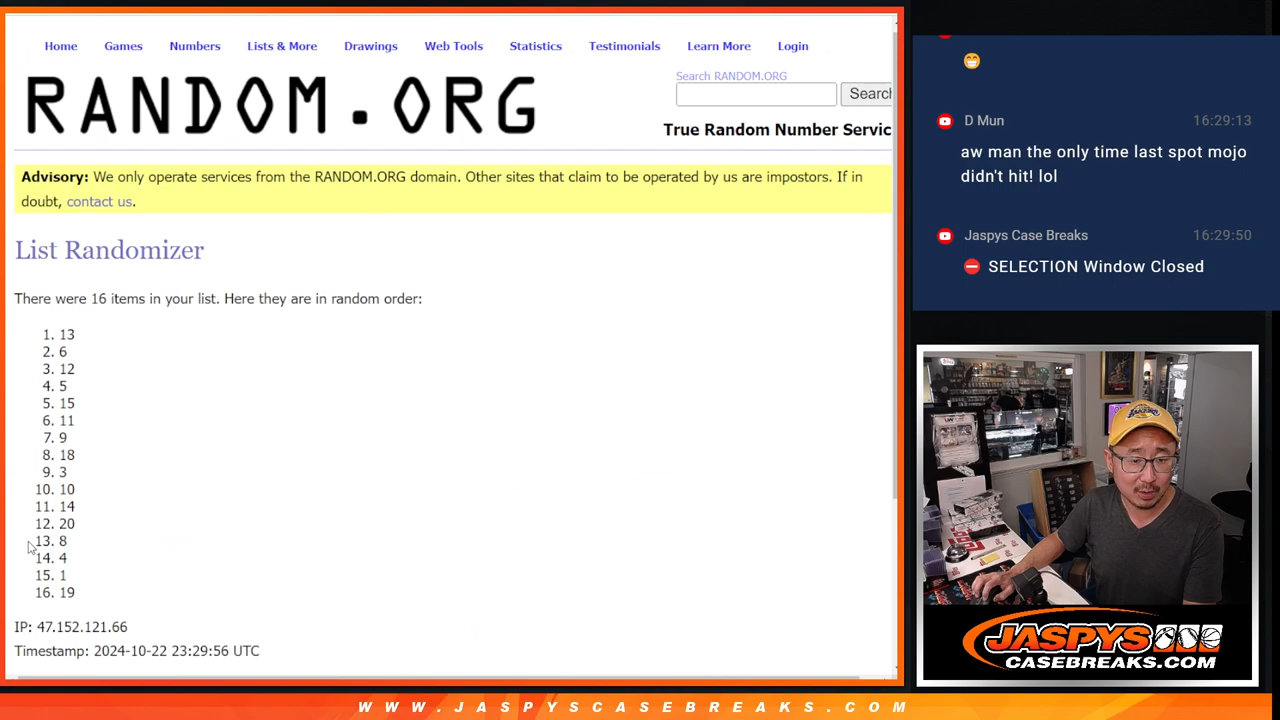 Home Games Numbers Lists & More Drawings Web Tools Statistics Testimonials Learn More Login
RANDOM.ORG
Search RANDOM.ORG
Search
True Random Number Servic
Advisory: We only operate services from the RANDOM.ORG domain. Other sites that claim to be operated by us are impostors. If in
doubt, contact us.
List Randomizer
There were 16 items in your list. Here they are in random order:
1. 13
2. 6
3. 12
4. 5
5. 15
6. 11
7. 9
8. 18
9. 3
10. 10
11. 14
12. 20
13. 8
14. 4
15. 1
16. 19
IP: 47.152.121.66
Timestamp: 2024-10-22 23:29:56 UTC
D Mun 16:29:13
aw man the only time last spot mojo
didn't hit! lol
Jaspys Case Breaks 16:29:50
SELECTION Window Closed
JASPYS
CASEBREAKS.COM
WWW.JASPYSCASEBREAKS.COM